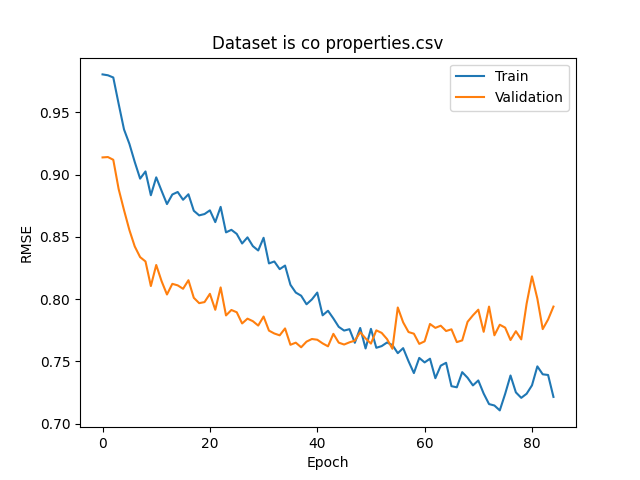 Dataset is co properties.csv
Train
Validation
RMSE
0.95
0.90
0.85
0.80
0.75
0.70
0
20
40
60
80
Epoch